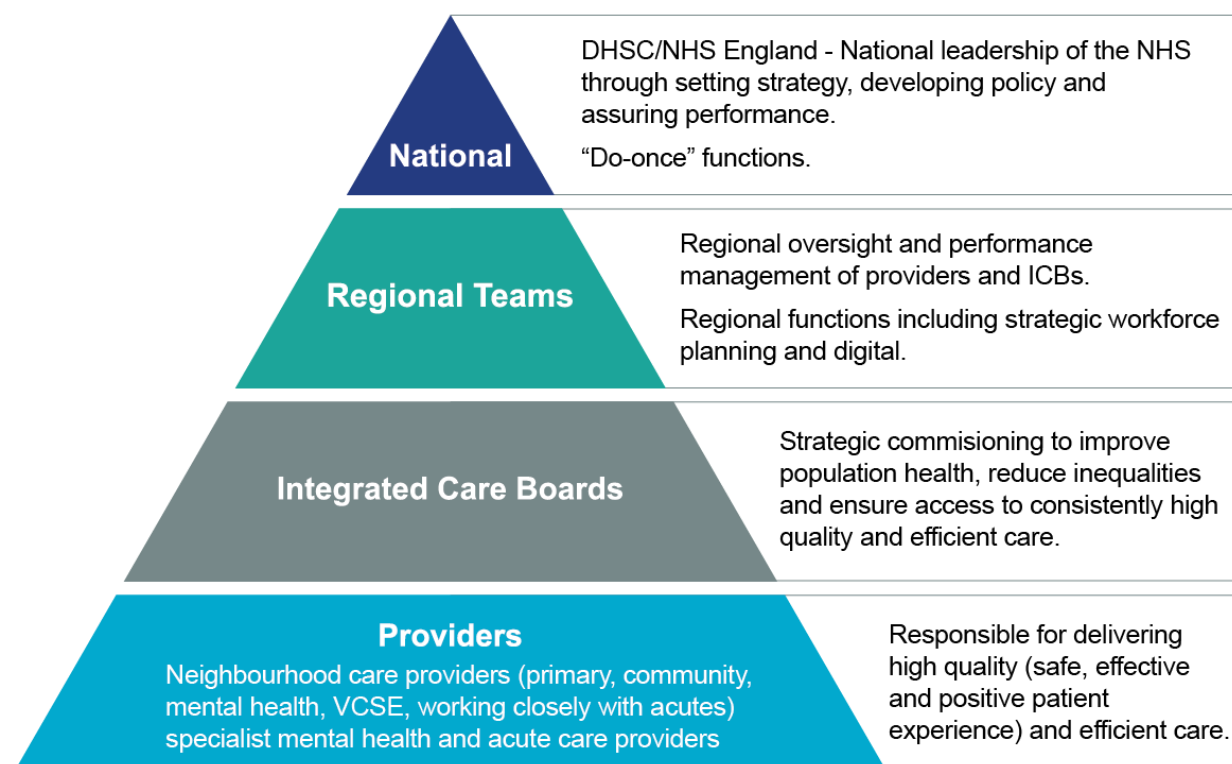 DHSC/NHS England - National leadership of the NHS
through setting strategy, developing policy and
assuring performance.
“Do-once” functions.
National
Regional oversight and performance
management of providers and ICBs.
Regional functions including strategic workforce
planning and digital.
Regional Teams
Strategic commisioning to improve
population health, reduce inequalities
and ensure access to consistently high
quality and efficient care.
Integrated Care Boards
Providers
Neighbourhood care providers (primary, community,
mental health, VCSE, working closely with acutes)
specialist mental health and acute care providers
Responsible for delivering
high quality (safe, effective
and positive patient
experience) and efficient care.